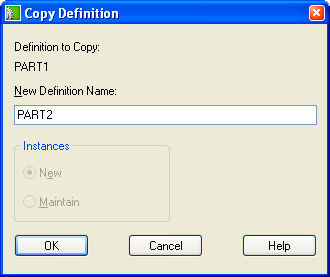 Copy Definition
Definition to Copy:
PART1
New Definition Name:
PART2
Instances
New
Maintain
OK
Cancel
Help